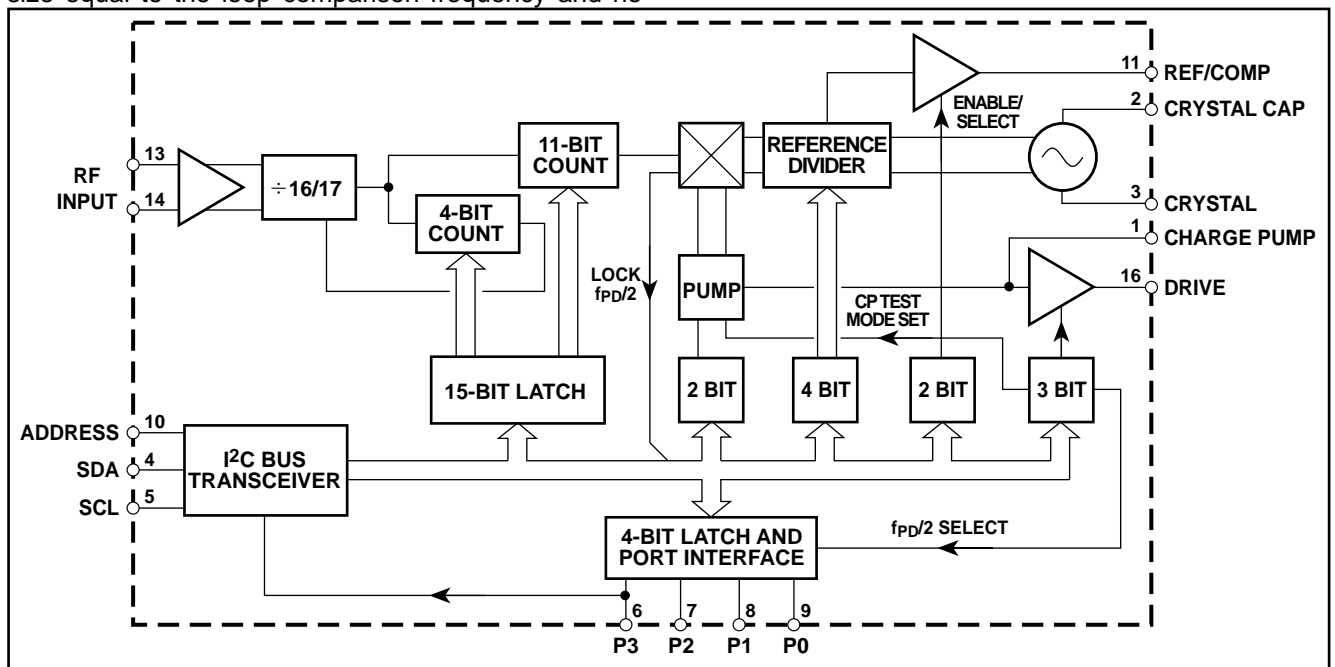 size equal to the loop comparison frequency and no
11
REF/COMP
2
CRYSTAL CAP
ENABLE/
SELECT
13
RF
INPUT
14
÷16/17
11-BIT
COUNT
4-BIT
COUNT
REFERENCE
DIVIDER
3
CRYSTAL
1
CHARGE PUMP
LOCK
fPD/2
PUMP
CP TEST
MODE SET
16
DRIVE
15-BIT LATCH
2 BIT
4 BIT
2 BIT
3 BIT
ADDRESS
10
SDA
4
SCL
5
I2C BUS
TRANSCEIVER
4-BIT LATCH AND
PORT INTERFACE
fPD/2 SELECT
6
7
8
9
P3
P2
P1
P0